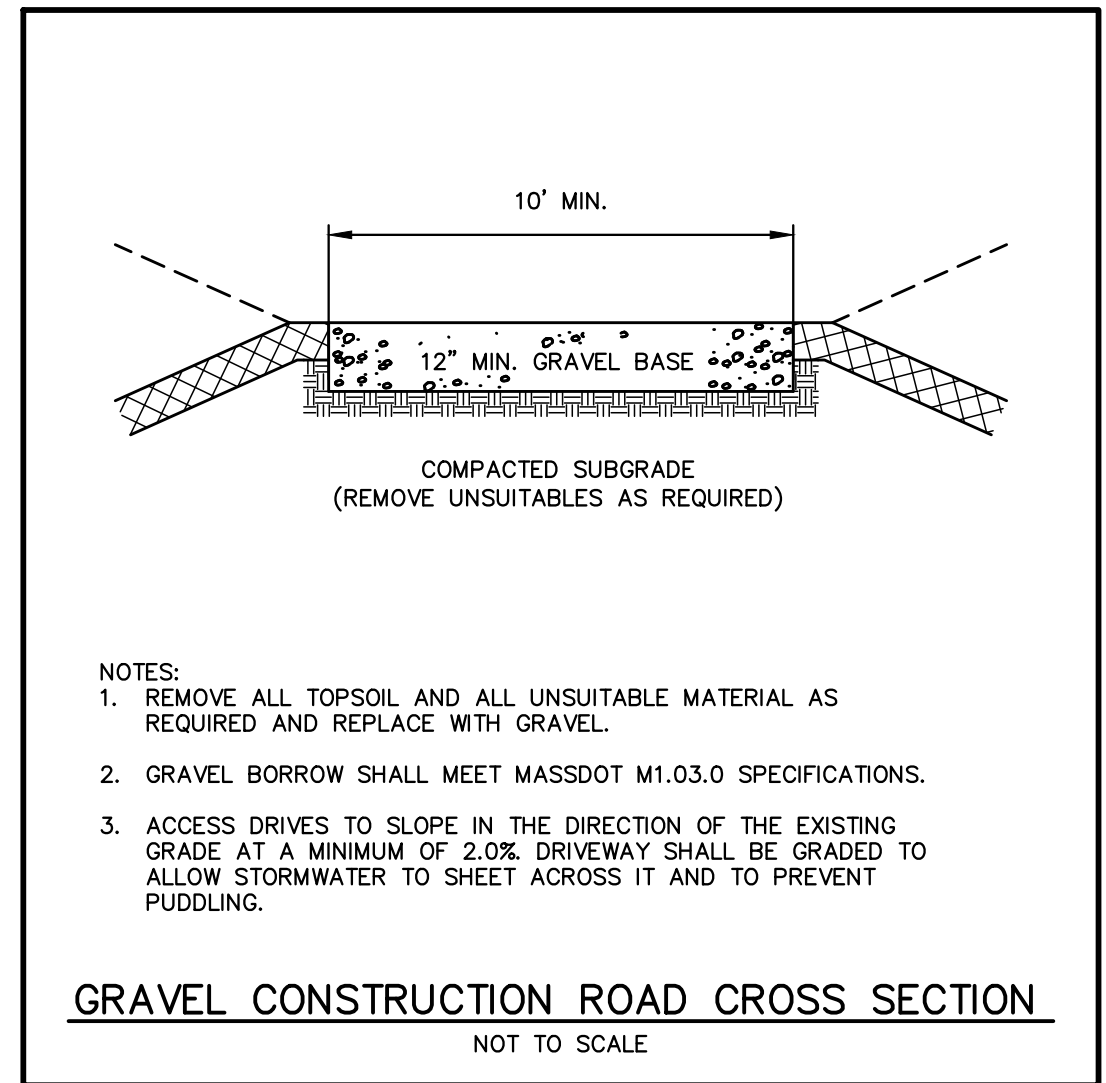 10' MIN.
12" MIN. GRAVEL BASE
COMPACTED SUBGRADE
(REMOVE UNSUITABLES AS REQUIRED)
NOTES:
1. REMOVE ALL TOPSOIL AND ALL UNSUITABLE MATERIAL AS
REQUIRED AND REPLACE WITH GRAVEL.
2. GRAVEL BORROW SHALL MEET MASSDOT M1.03.0 SPECIFICATIONS.
3. ACCESS DRIVES TO SLOPE IN THE DIRECTION OF THE EXISTING
GRADE AT A MINIMUM OF 2.0%. DRIVEWAY SHALL BE GRADED TO
ALLOW STORMWATER TO SHEET ACROSS IT AND TO PREVENT
PUDDLING.
GRAVEL CONSTRUCTION ROAD CROSS SECTION
NOT TO SCALE